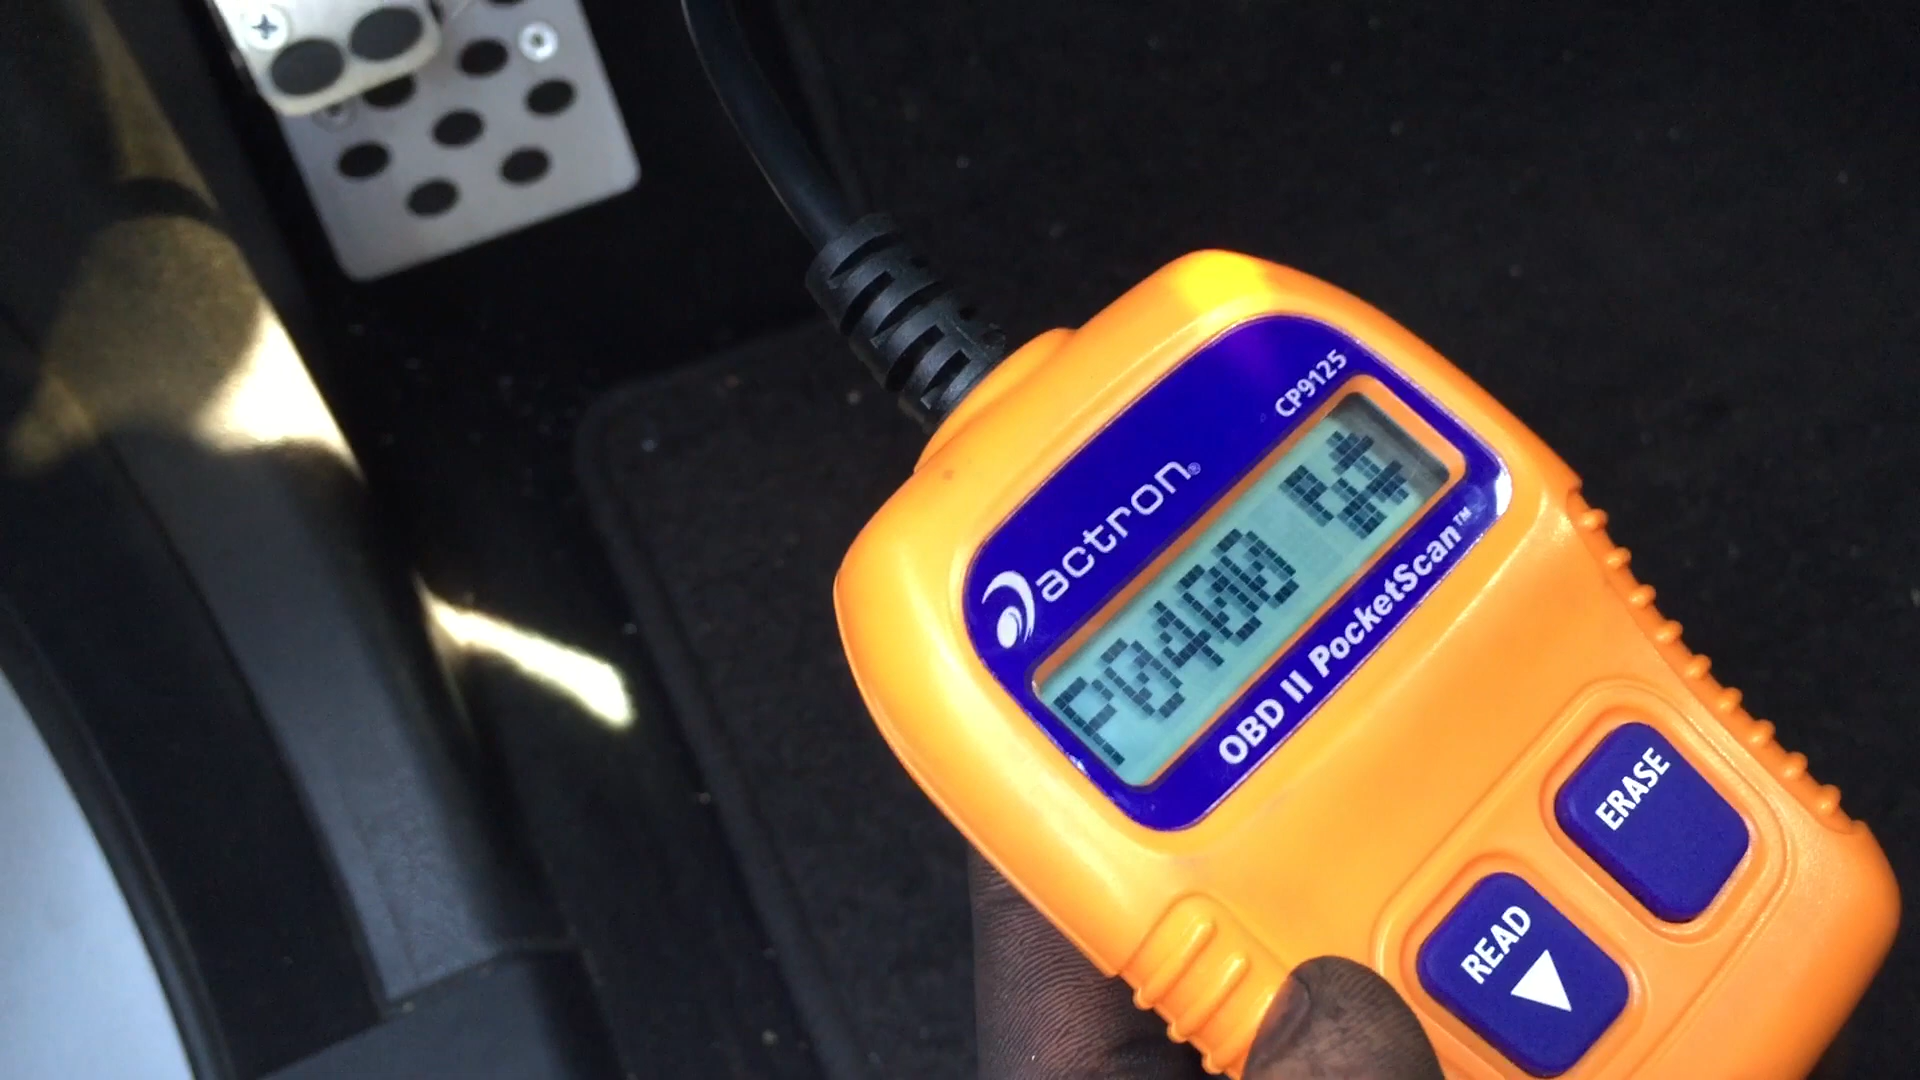 CP9125
actron®
P0400
OBD II PocketScan™
ERASE
READ